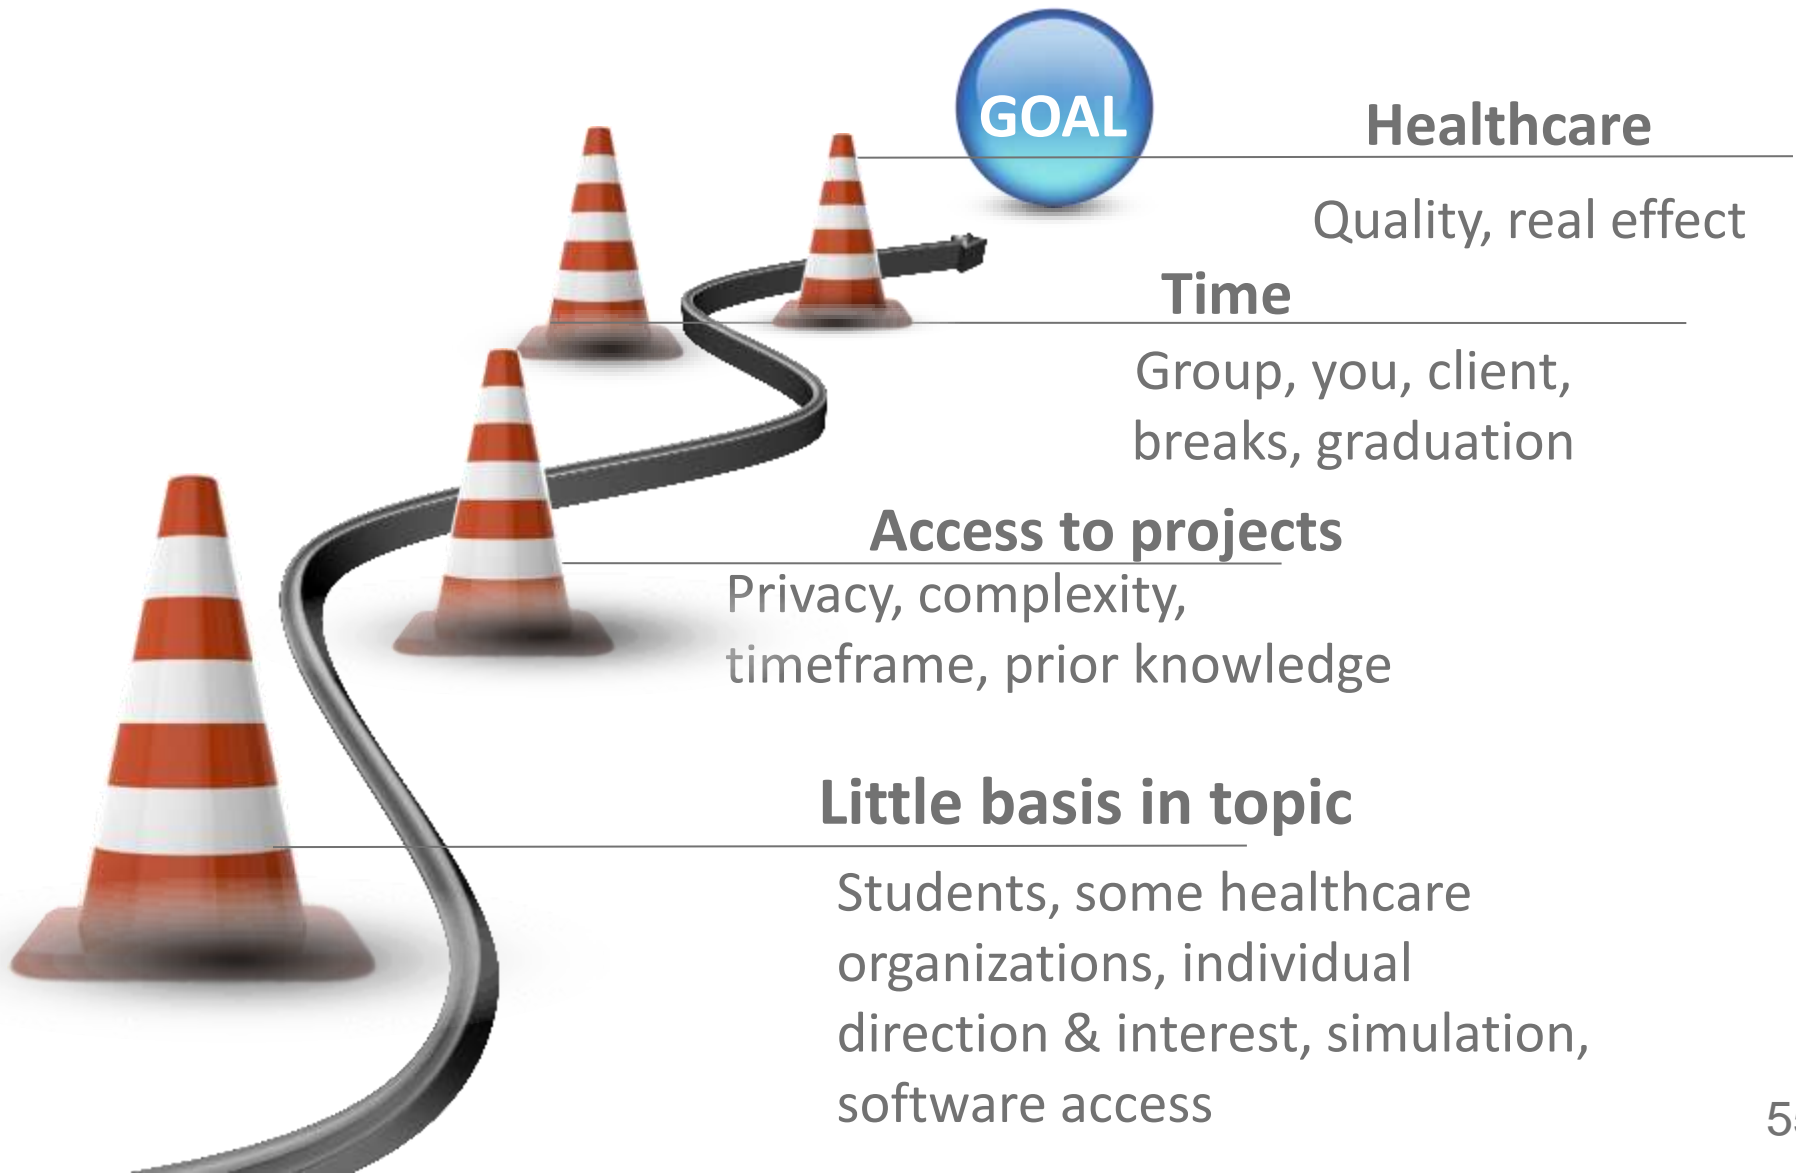 GOAL
Healthcare
Quality, real effect
Time
Group, you, client,
breaks, graduation
Access to projects
Privacy, complexity,
timeframe, prior knowledge
Little basis in topic
Students, some healthcare
organizations, individual
direction & interest, simulation,
software access